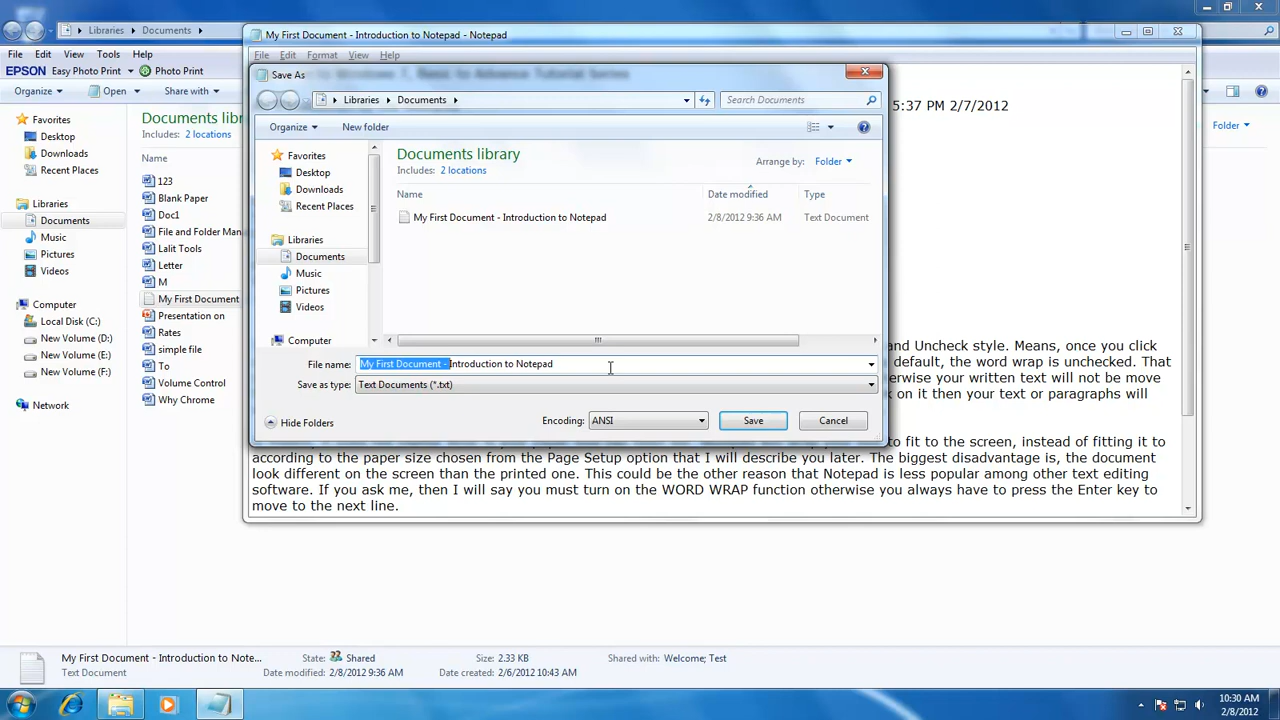 Libraries Documents
My First Document - Introduction to Notepad - Notepad
File Edit View Tools Help
File Edit Format View Help
EPSON Easy Photo Print Photo Print
Organize Open Share with
Save As
Libraries Documents Search Documents
5:37 PM 2/7/2012
Organize New folder
Favorites
Desktop
Downloads
Recent Places
Libraries
Documents
Music
Pictures
Videos
Computer
Local Disk (C:)
New Volume (D:)
New Volume (E:)
New Volume (F:)
Network
Documents
Includes: 2 locations
Name
123
Blank Paper
Doc1
File and Folder
Lalit Tools
Letter
M
My First Document
Presentation on
Rates
simple file
To
Volume Control
Why Chrome
Favorites
Desktop
Downloads
Recent Places
Libraries
Documents
Music
Pictures
Videos
Computer
Documents library
Includes: 2 locations
Arrange by: Folder
Folder
Name Date modified Type
My First Document - Introduction to Notepad 2/8/2012 9:36 AM Text Document
File name: My First Document - Introduction to Notepad
Save as type: Text Documents (*.txt)
Hide Folders Encoding: ANSI Save Cancel
and Uncheck style. Means, once you click
default, the word wrap is unchecked. That
your written text will not be move
on it then your text or paragraphs will
to fit to the screen, instead of fitting it to
according to the paper size chosen from the Page Setup option that I will describe you later. The biggest disadvantage is, the document
look different on the screen than the printed one. This could be the other reason that Notepad is less popular among other text editing
software. If you ask me, then I will say you must turn on the WORD WRAP function otherwise you always have to press the Enter key to
move to the next line.
My First Document - Introduction to Note... State: Shared Size: 2.33 KB Shared with: Welcome; Test
Text Document Date modified: 2/8/2012 9:36 AM Date created: 2/6/2012 10:43 AM
10:30 AM
2/8/2012